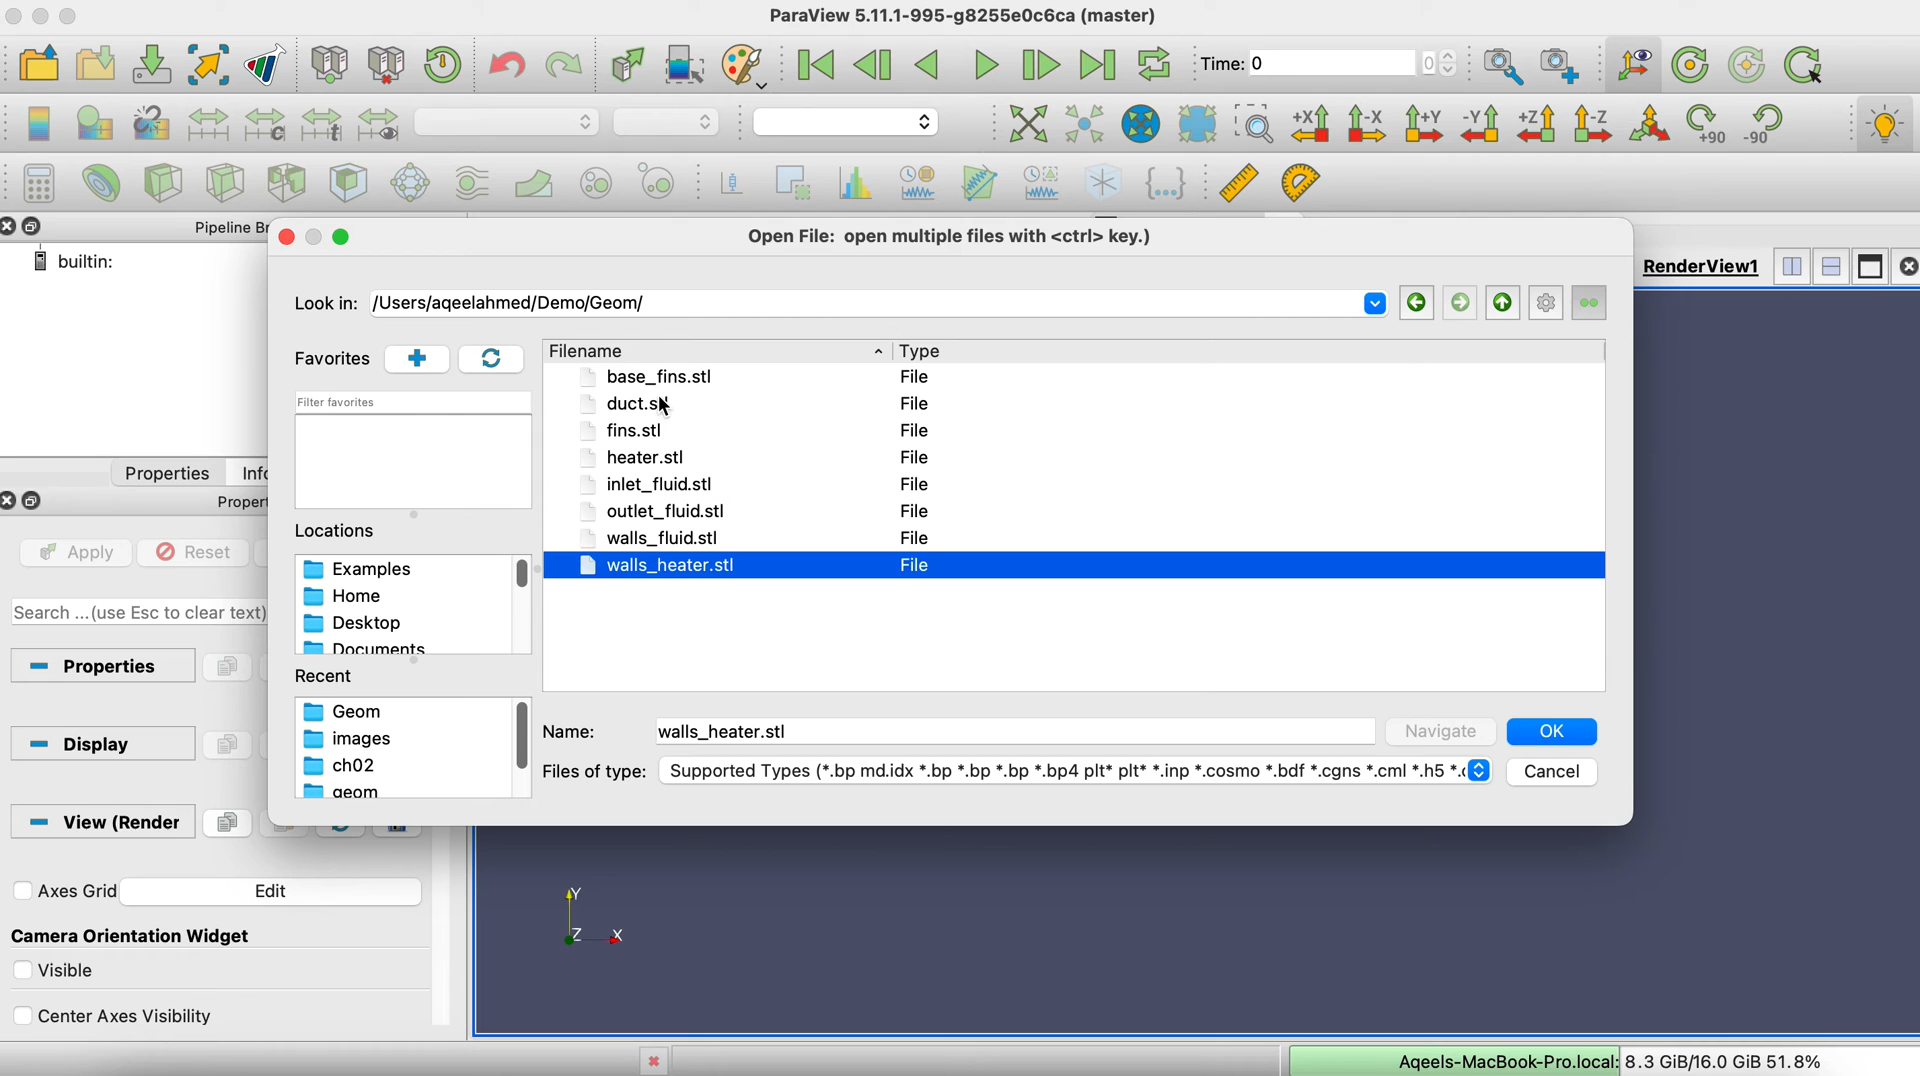 ParaView 5.11.1-995-g8255e0c6ca (master)
Time: 0
0
+X
-X
+Y
-Y
+Z
-Z
+90
-90
Pipeline Br
builtin:
Open File: open multiple files with <ctrl> key.)
RenderView1
Look in: /Users/aqeelahmed/Demo/Geom/
Favorites
Filter favorites
Filename Type
base_fins.stl File
duct.stl File
fins.stl File
heater.stl File
inlet_fluid.stl File
outlet_fluid.stl File
walls_fluid.stl File
walls_heater.stl File
Locations
Examples
Home
Desktop
Documents
Recent
Geom
images
ch02
geom
Name: walls_heater.stl Navigate OK
Files of type: Supported Types (*.bp md.idx *.bp *.bp *.bp *.bp4 plt* plt* *.inp *.cosmo *.bdf *.cgns *.cml *.h5 *.c Cancel
Properties Info
Propert
Apply Reset
Search ...(use Esc to clear text)
Properties
Display
View (Render
Axes Grid Edit
Camera Orientation Widget
Visible
Center Axes Visibility
Y
Z X
Aqeels-MacBook-Pro.local: 8.3 GiB/16.0 GiB 51.8%